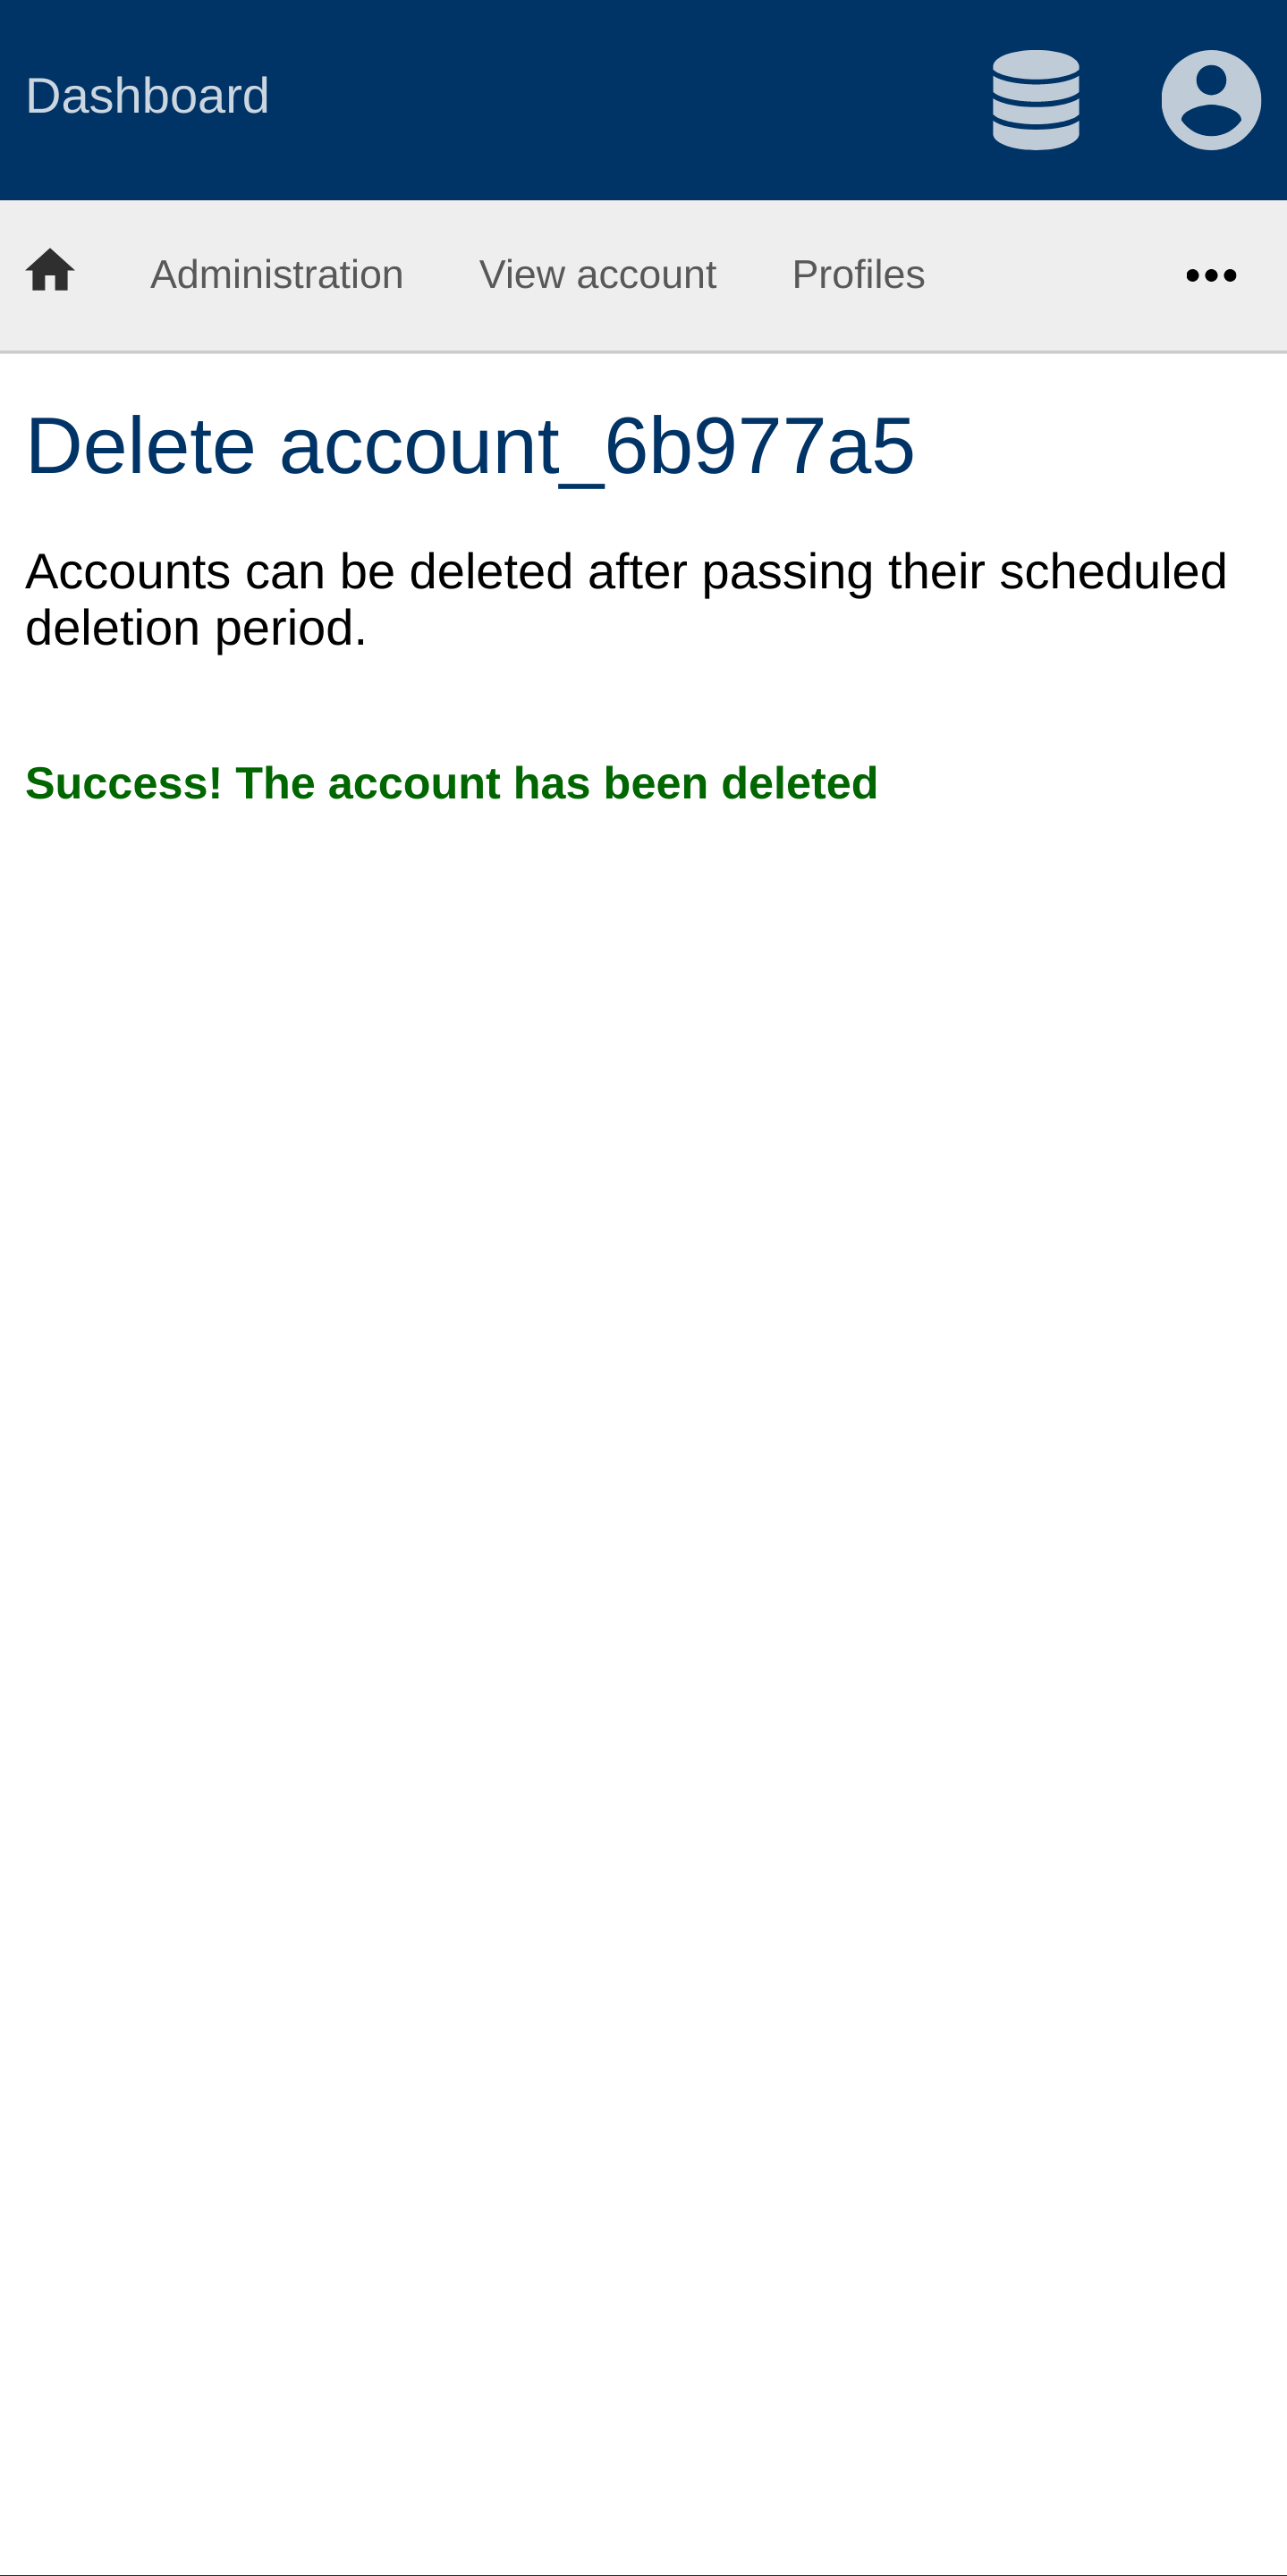 Dashboard
Administration View account Profiles
Delete account_6b977a5
Accounts can be deleted after passing their scheduled
deletion period.
Success! The account has been deleted